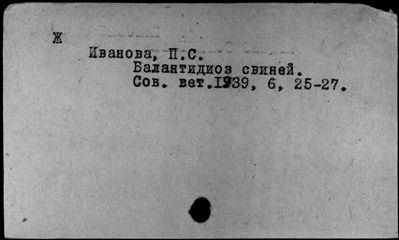 Ж
Иванова, П.С.
Балантидиоз свиней.
Сов. вет.1939, 6, 25-27.